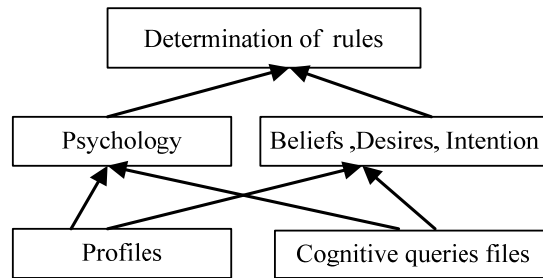 Determination of rules
Psychology
Beliefs ,Desires, Intention
Profiles
Cognitive queries files